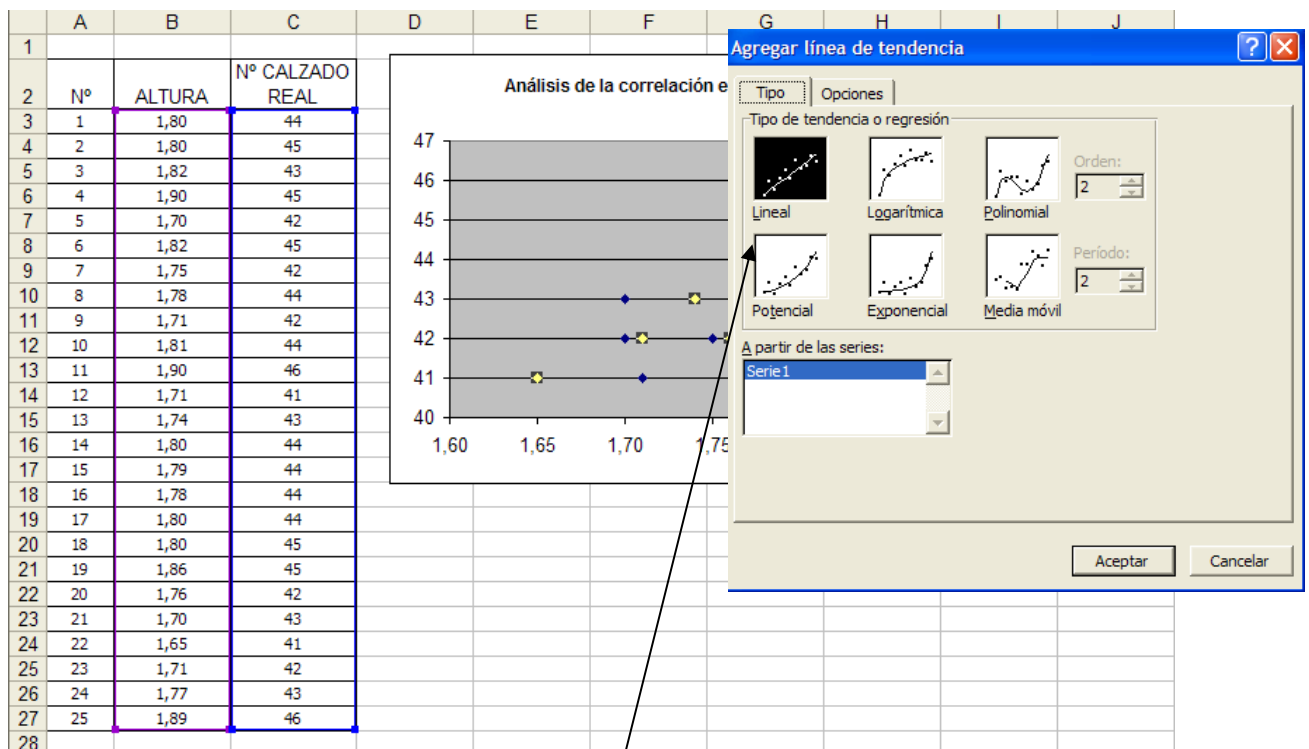 A B C D E F G H I J
1
2 Nº ALTURA Nº CALZADO REAL
3 1 1,80 44
4 2 1,80 45
5 3 1,82 43
6 4 1,90 45
7 5 1,70 42
8 6 1,82 45
9 7 1,75 42
10 8 1,78 44
11 9 1,71 42
12 10 1,81 44
13 11 1,90 46
14 12 1,71 41
15 13 1,74 43
16 14 1,80 44
17 15 1,79 44
18 16 1,78 44
19 17 1,80 44
20 18 1,80 45
21 19 1,86 45
22 20 1,76 42
23 21 1,70 43
24 22 1,65 41
25 23 1,71 42
26 24 1,77 43
27 25 1,89 46
28
Análisis de la correlación e
47
46
45
44
43
42
41
40
1,60 1,65 1,70 1,75
Agregar línea de tendencia
Tipo Opciones
Tipo de tendencia o regresión
Lineal Logarítmica Polinomial
Orden:
2
Potencial Exponencial Media móvil
Período:
2
A partir de las series:
Serie1
Aceptar Cancelar